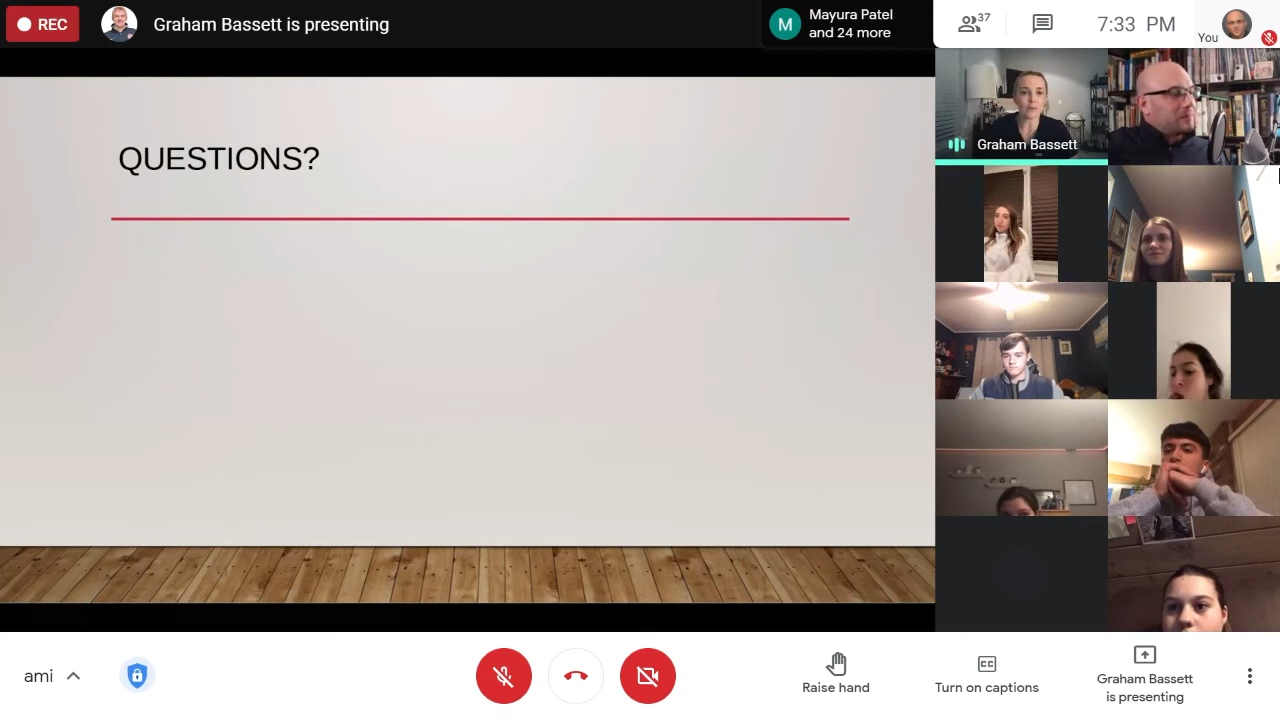 REC
Graham Bassett is presenting
M
Mayura Patel
and 24 more
37
7:33 PM
You
QUESTIONS?
Graham Bassett
ami
Raise hand
CC
Turn on captions
Graham Bassett
is presenting